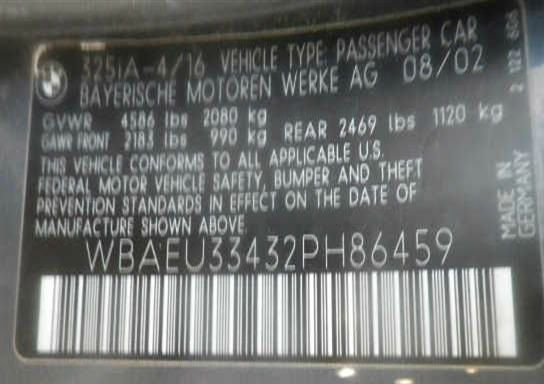 325iA-4/16 VEHICLE TYPE: PASSENGER CAR
BAYERISCHE MOTOREN WERKE AG 08/02
GVWR 4586 lbs 2080 kg
GAWR FRONT 2183 lbs 990 kg REAR 2469 lbs 1120 kg
THIS VEHICLE CONFORMS TO ALL APPLICABLE U.S.
FEDERAL MOTOR VEHICLE SAFETY, BUMPER AND THEFT
PREVENTION STANDARDS IN EFFECT ON THE DATE OF
MANUFACTURE SHOWN ABOVE.
WBAEU33432PH86459
2 122 606
MADE IN
GERMANY